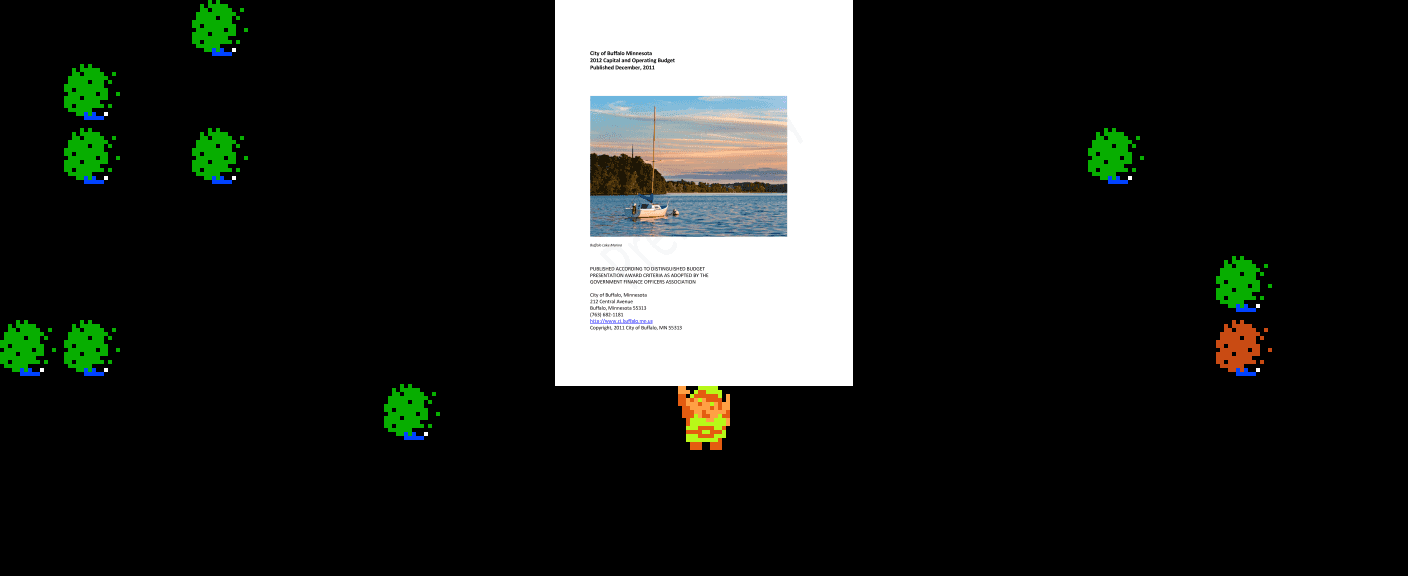 City of Buffalo Minnesota
2012 Capital and Operating Budget
Published December, 2011
Buffalo Lake Marina
PUBLISHED ACCORDING TO DISTINGUISHED BUDGET
PRESENTATION AWARD CRITERIA AS ADOPTED BY THE
GOVERNMENT FINANCE OFFICERS ASSOCIATION
City of Buffalo, Minnesota
212 Central Avenue
Buffalo, Minnesota 55313
(763) 682-1181
http://www.ci.buffalo.mn.us
Copyright, 2011 City of Buffalo, MN 55313